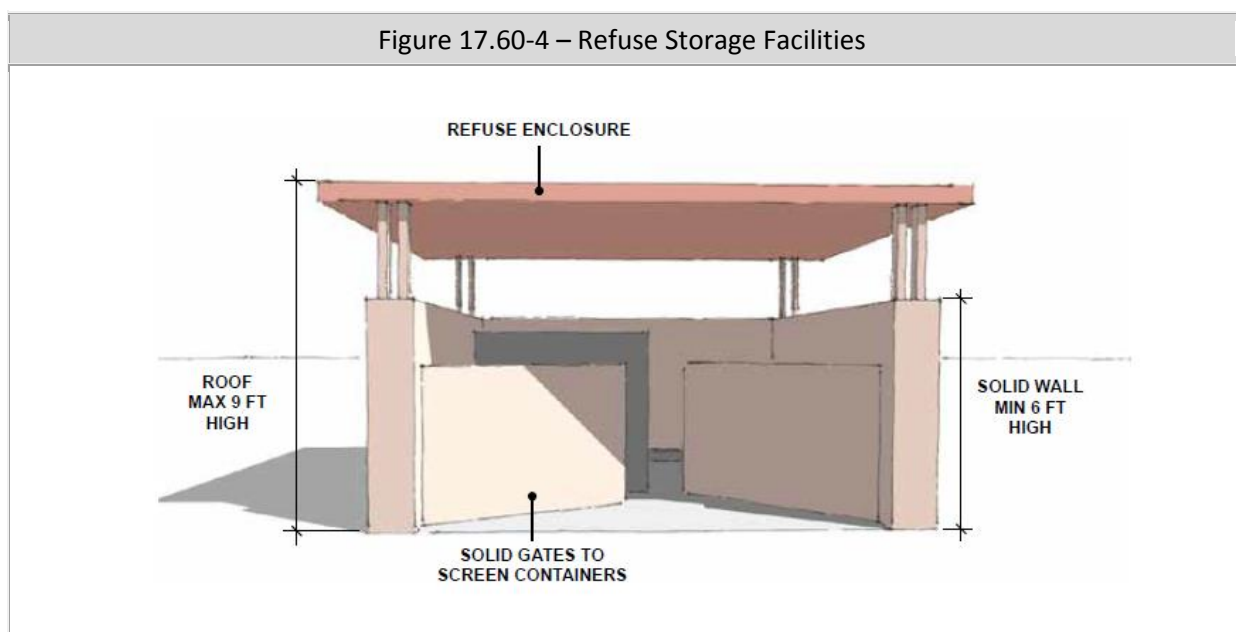 Figure 17.60-4 – Refuse Storage Facilities
REFUSE ENCLOSURE
ROOF
MAX 9 FT
HIGH
SOLID WALL
MIN 6 FT
HIGH
SOLID GATES TO
SCREEN CONTAINERS